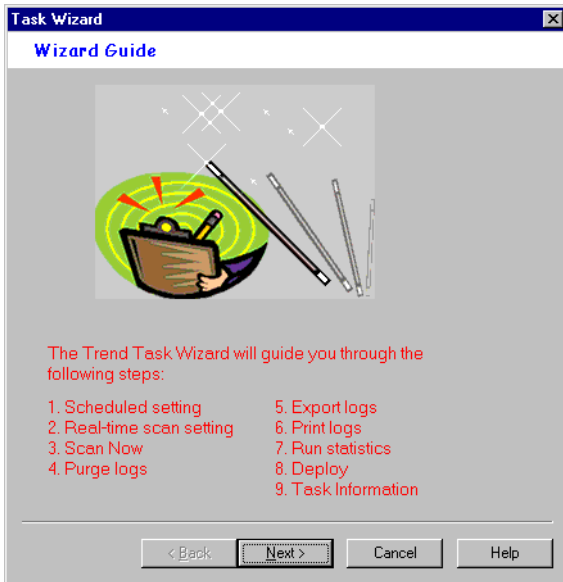 Task Wizard
Wizard Guide
The Trend Task Wizard will guide you through the
following steps:
1. Scheduled setting
2. Real-time scan setting
3. Scan Now
4. Purge logs
5. Export logs
6. Print logs
7. Run statistics
8. Deploy
9. Task Information
< Back
Next >
Cancel
Help